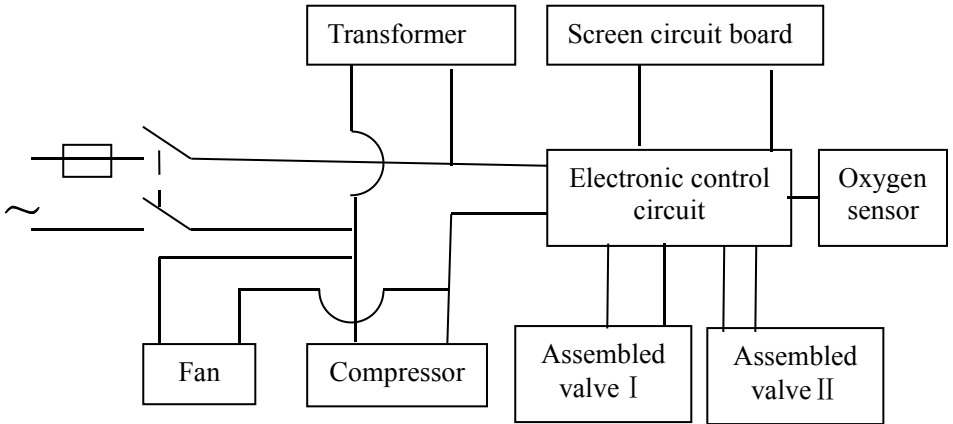 Transformer
Screen circuit board
~
Electronic control
circuit
Oxygen
sensor
Fan
Compressor
Assembled
valve Ⅰ
Assembled
valve Ⅱ